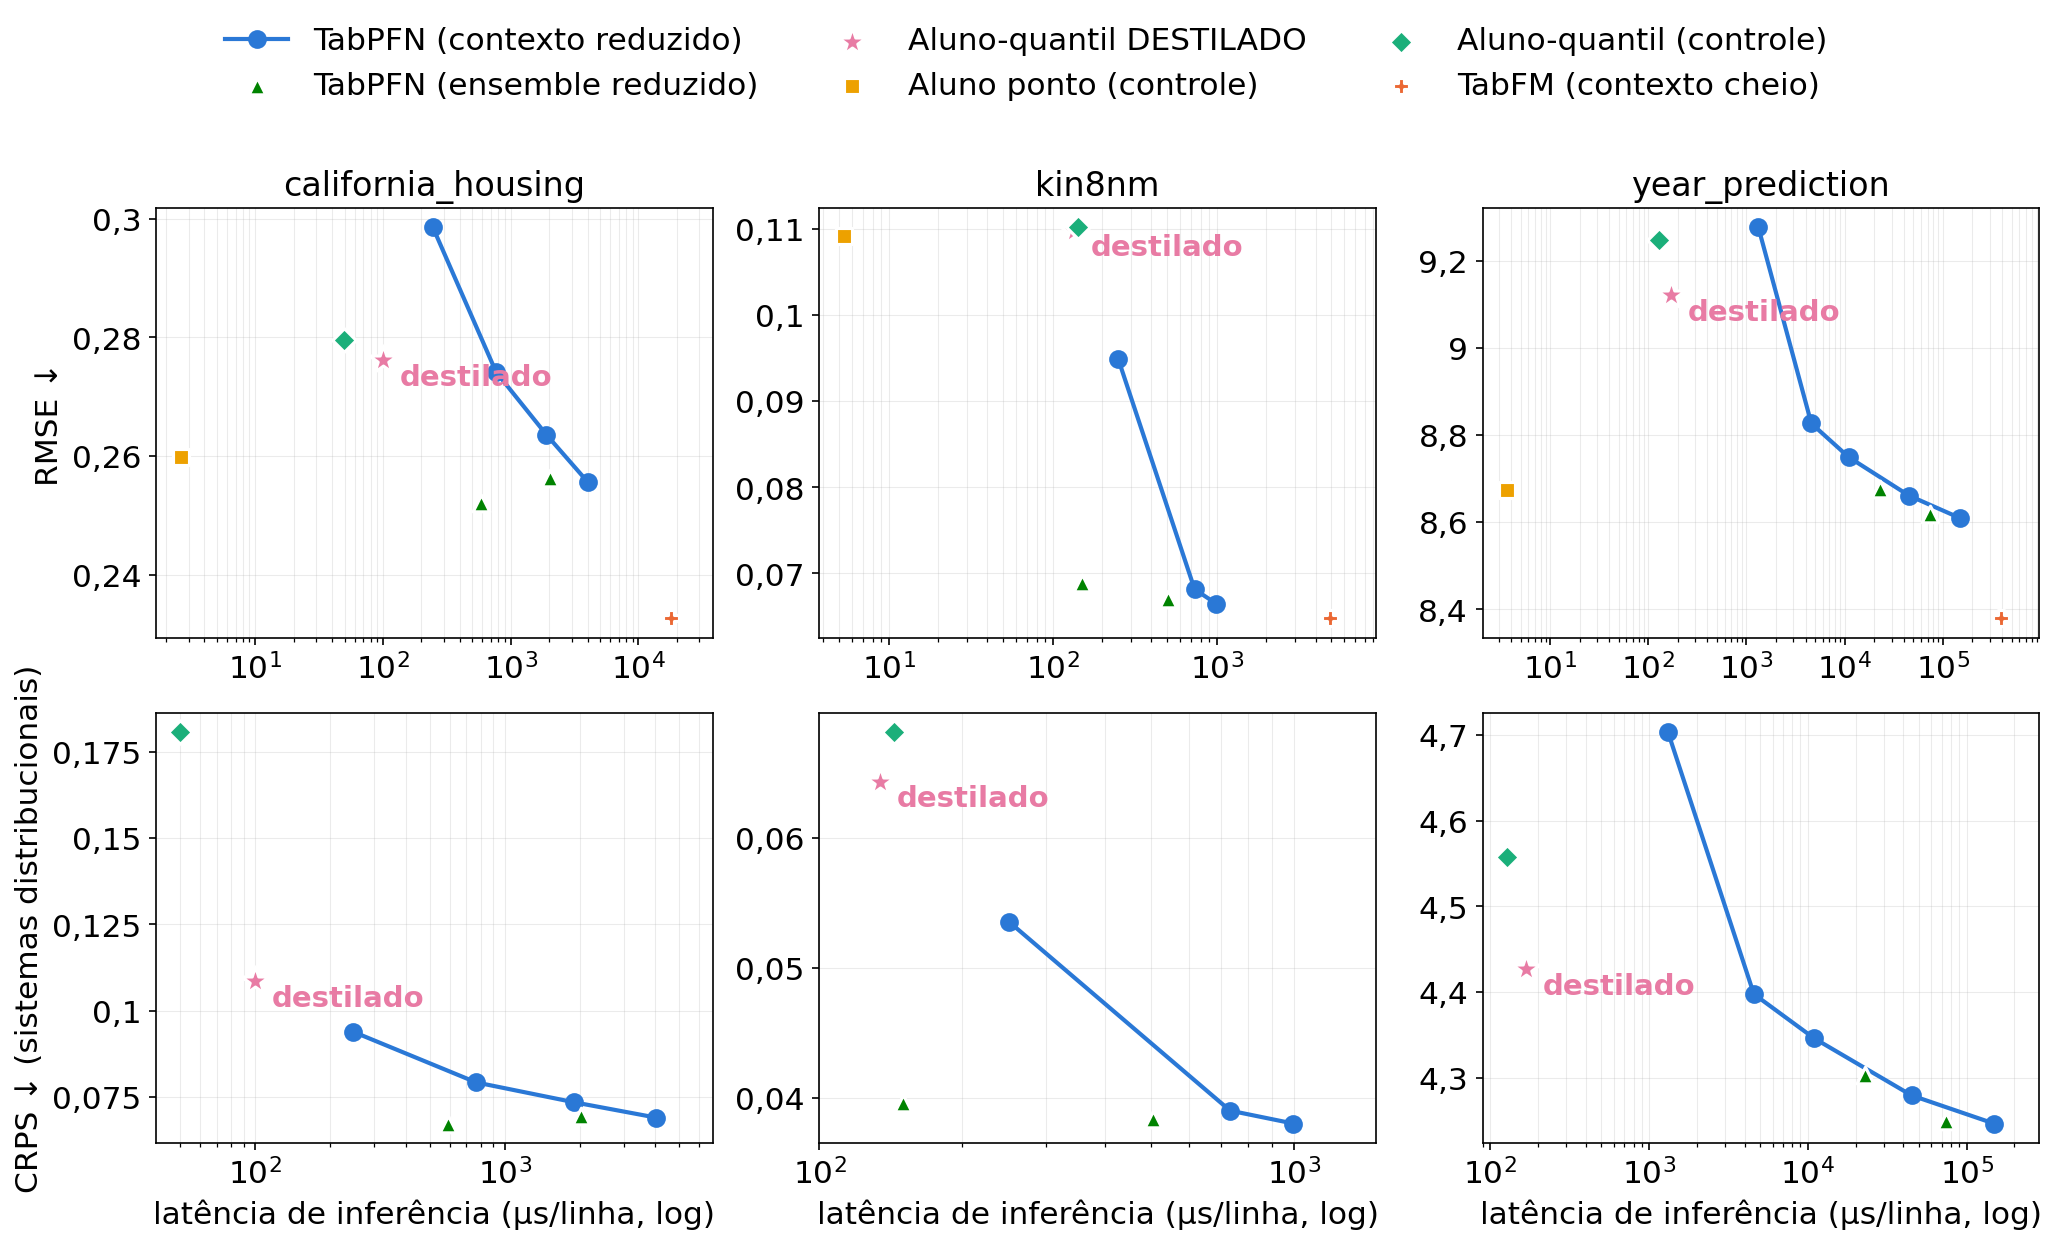 TabPFN (contexto reduzido)
TabPFN (ensemble reduzido)
Aluno-quantil DESTILADO
Aluno ponto (controle)
Aluno-quantil (controle)
TabFM (contexto cheio)
california_housing
RMSE ↓
0,3
0,28
0,26
0,24
destilado
10¹ 10² 10³ 10⁴
kin8nm
0,11
0,1
0,09
0,08
0,07
destilado
10¹ 10² 10³
year_prediction
9,2
9
8,8
8,6
8,4
destilado
10¹ 10² 10³ 10⁴ 10⁵
CRPS ↓ (sistemas distribucionais)
0,175
0,15
0,125
0,1
0,075
destilado
10² 10³
latência de inferência (μs/linha, log)
0,06
0,05
0,04
destilado
10² 10³
latência de inferência (μs/linha, log)
4,7
4,6
4,5
4,4
4,3
destilado
10² 10³ 10⁴ 10⁵
latência de inferência (μs/linha, log)